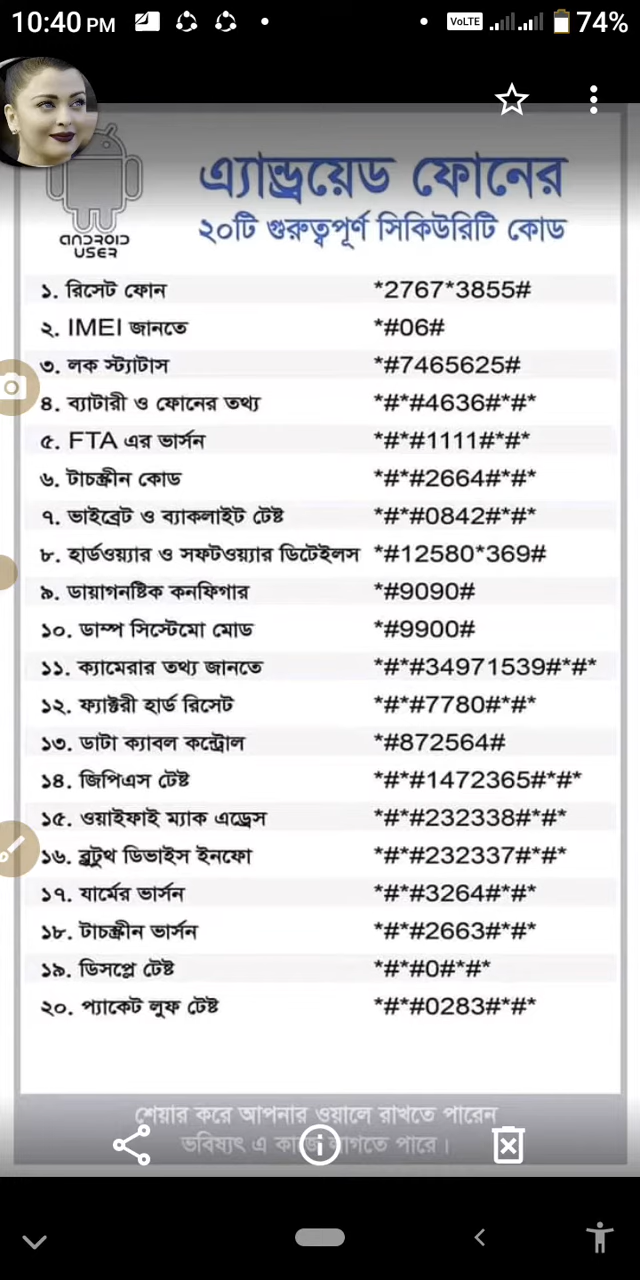 10:40 PM
VoLTE
74%
ANDROID
USER
এ্যান্ড্রয়েড ফোনের
২০টি গুরুত্বপূর্ণ সিকিউরিটি কোড
১. রিসেট ফোন *2767*3855#
২. IMEI জানতে *#06#
৩. লক স্ট্যাটাস *#7465625#
৪. ব্যাটারী ও ফোনের তথ্য *#*#4636#*#*
৫. FTA এর ভার্সন *#*#1111#*#*
৬. টাচস্ক্রীন কোড *#*#2664#*#*
৭. ভাইব্রেট ও ব্যাকলাইট টেষ্ট *#*#0842#*#*
৮. হার্ডওয়্যার ও সফটওয়্যার ডিটেইলস *#12580*369#
৯. ডায়াগনষ্টিক কনফিগার *#9090#
১০. ডাম্প সিস্টেমো মোড *#9900#
১১. ক্যামেরার তথ্য জানতে *#*#34971539#*#*
১২. ফ্যাক্টরী হার্ড রিসেট *#*#7780#*#*
১৩. ডাটা ক্যাবল কন্ট্রোল *#872564#
১৪. জিপিএস টেষ্ট *#*#1472365#*#*
১৫. ওয়াইফাই ম্যাক এড্রেস *#*#232338#*#*
১৬. ব্লুটুথ ডিভাইস ইনফো *#*#232337#*#*
১৭. যার্মের ভার্সন *#*#3264#*#*
১৮. টাচস্ক্রীন ভার্সন *#*#2663#*#*
১৯. ডিসপ্লে টেষ্ট *#*#0#*#*
২০. প্যাকেট লুফ টেষ্ট *#*#0283#*#*
শেয়ার করে আপনার ওয়ালে রাখতে পারেন
ভবিষ্যৎ এ কাজে লাগতে পারে।